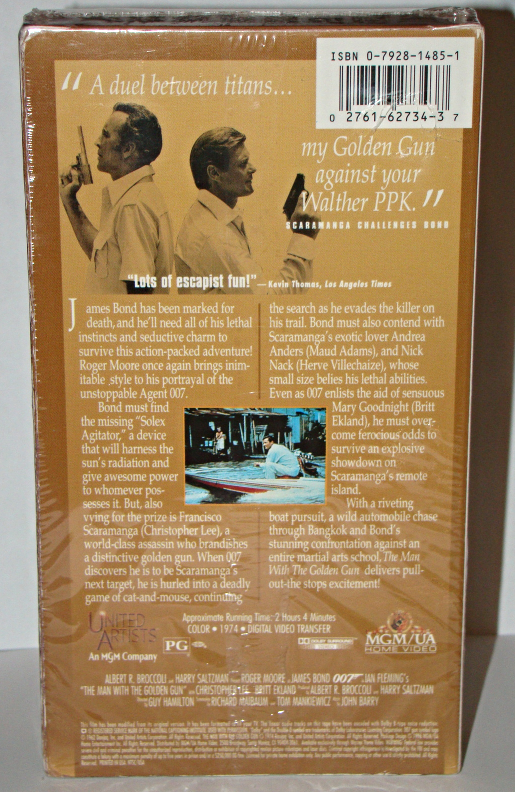 ISBN 0-7928-1485-1
0 27616-2734-3 7
“ A duel between titans...
my Golden Gun
against your
Walther PPK. ”
SCARAMANGA CHALLENGES BOND
"Lots of escapist fun!" — Kevin Thomas, Los Angeles Times
James Bond has been marked for
death, and he'll need all of his lethal
instincts and seductive charm to
survive this action-packed adventure!
Roger Moore once again brings inim-
itable style to his portrayal of the
unstoppable Agent 007.
Bond must find
the missing "Solex
Agitator," a device
that will harness the
sun's radiation and
give awesome power
to whomever pos-
sesses it. But, also
vying for the prize is Francisco
Scaramanga (Christopher Lee), a
world-class assassin who brandishes
a distinctive golden gun. When 007
discovers he is to be Scaramanga's
next target, he is hurled into a deadly
game of cat-and-mouse, continuing
the search as he evades the killer on
his trail. Bond must also contend with
Scaramanga's exotic lover Andrea
Anders (Maud Adams), and Nick
Nack (Herve Villechaize), whose
small size belies his lethal abilities.
Even as 007 enlists the aid of sensuous
Mary Goodnight (Britt
Ekland), he must over-
come ferocious odds to
survive an explosive
showdown on
Scaramanga's remote
island.
With a riveting
boat pursuit, a wild automobile chase
through Bangkok and Bond's
stunning confrontation against an
entire martial arts school, The Man
With The Golden Gun delivers pull-
out-the stops excitement!
UNITED
ARTISTS
An MGM Company
Approximate Running Time: 2 Hours 4 Minutes
COLOR • 1974 • DIGITAL VIDEO TRANSFER
PG
DOLBY SURROUND
MGM/UA
HOME VIDEO
ALBERT R. BROCCOLI AND HARRY SALTZMAN ROGER MOORE AS JAMES BOND 007 IAN FLEMING'S
"THE MAN WITH THE GOLDEN GUN" CHRISTOPHER LEE BRITT EKLAND ALBERT R. BROCCOLI AND HARRY SALTZMAN
GUY HAMILTON RICHARD MAIBAUM AND TOM MANKIEWICZ JOHN BARRY